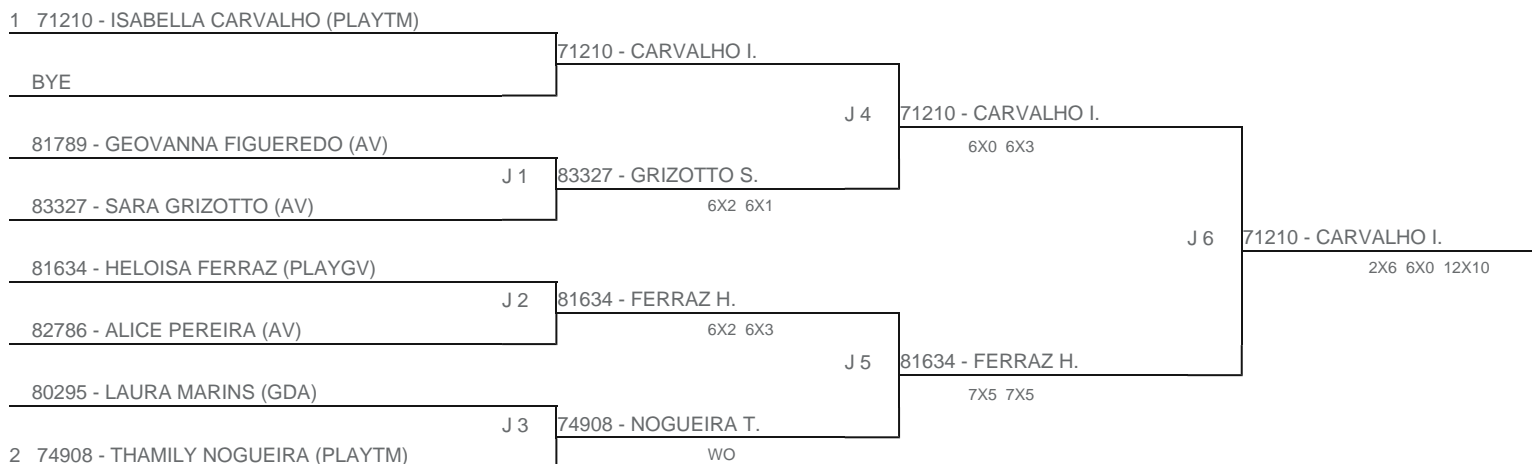 1 71210 - ISABELLA CARVALHO (PLAYTM)
71210 - CARVALHO I.
BYE
J 4
71210 - CARVALHO I.
6X0 6X3
81789 - GEOVANNA FIGUEREDO (AV)
J 1
83327 - GRIZOTTO S.
6X2 6X1
83327 - SARA GRIZOTTO (AV)
J 6
71210 - CARVALHO I.
2X6 6X0 12X10
81634 - HELOISA FERRAZ (PLAYGV)
J 2
81634 - FERRAZ H.
6X2 6X3
82786 - ALICE PEREIRA (AV)
J 5
81634 - FERRAZ H.
7X5 7X5
80295 - LAURA MARINS (GDA)
J 3
74908 - NOGUEIRA T.
WO
2 74908 - THAMILY NOGUEIRA (PLAYTM)